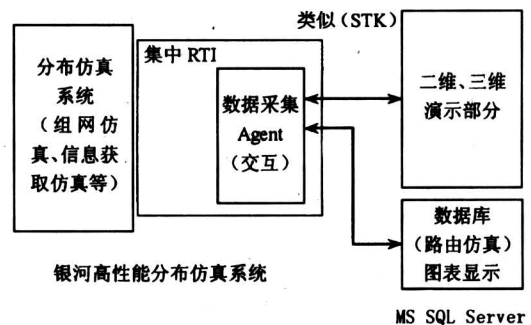 类似(STK)
分布仿真
系统
(组网仿
真、信息获
取仿真等)
集中 RTI
数据采集
Agent
(交互)
二维、三维
演示部分
数据库
(路由仿真)
图表显示
银河高性能分布仿真系统
MS SQL Server